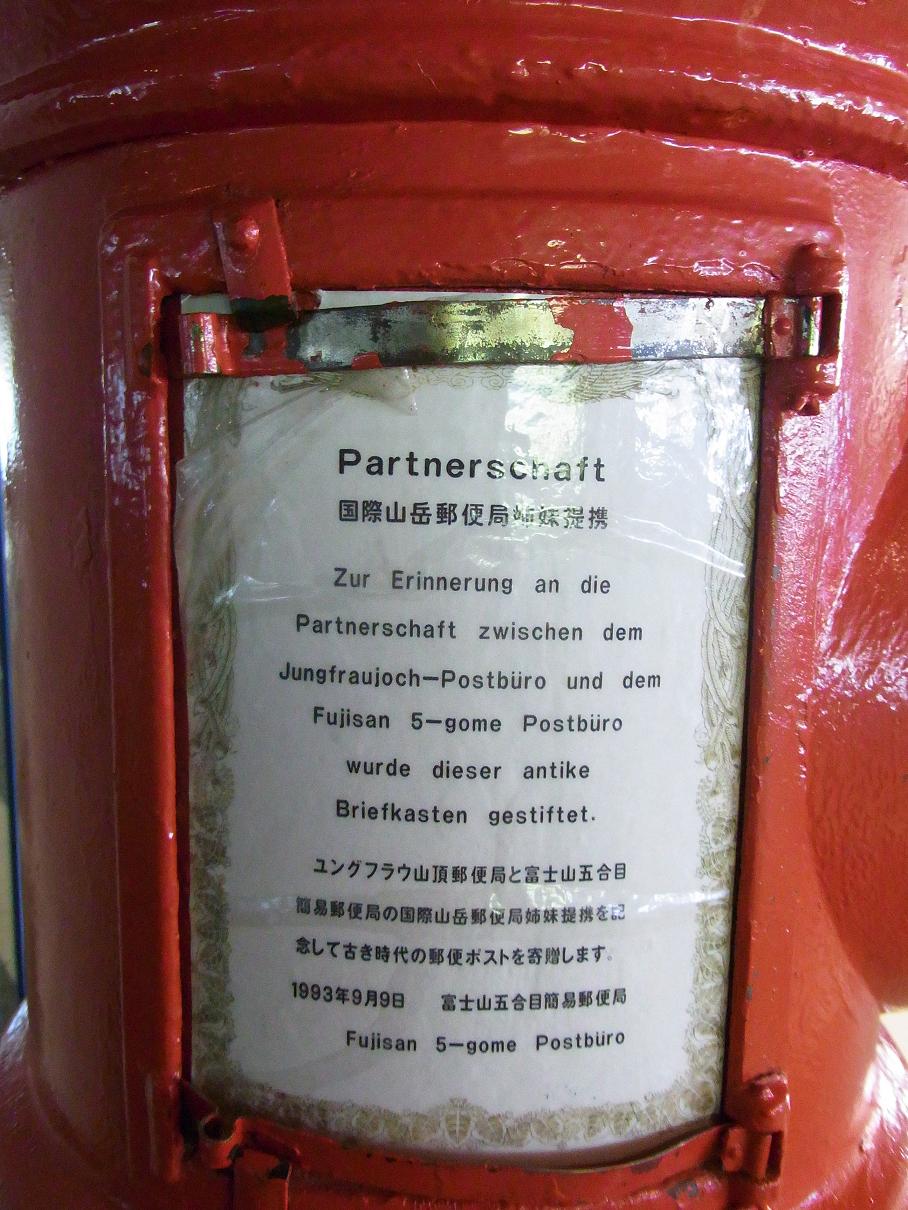 Partnerschaft
国際山岳郵便局姉妹提携
Zur Erinnerung an die
Partnerschaft zwischen dem
Jungfraujoch-Postbüro und dem
Fujisan 5-gome Postbüro
wurde dieser antike
Briefkasten gestiftet.
ユングフラウ山頂郵便局と富士山五合目
簡易郵便局の国際山岳郵便局姉妹提携を記
念して古き時代の郵便ポストを寄贈します。
1993年9月9日 富士山五合目簡易郵便局
Fujisan 5-gome Postbüro